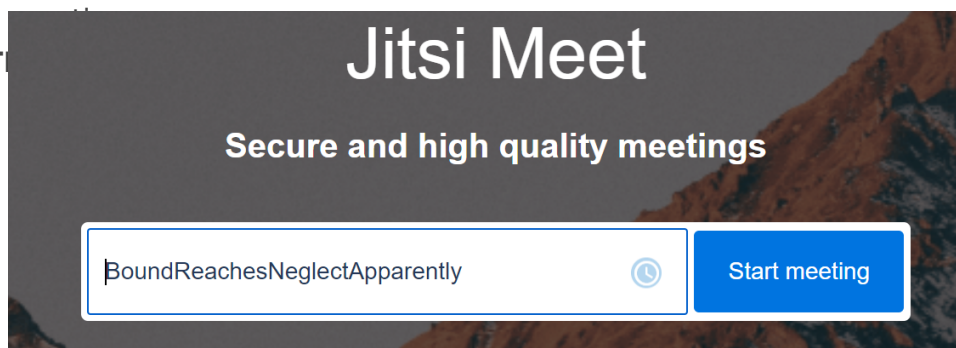 Jitsi Meet
Secure and high quality meetings
BoundReachesNeglectApparently
Start meeting